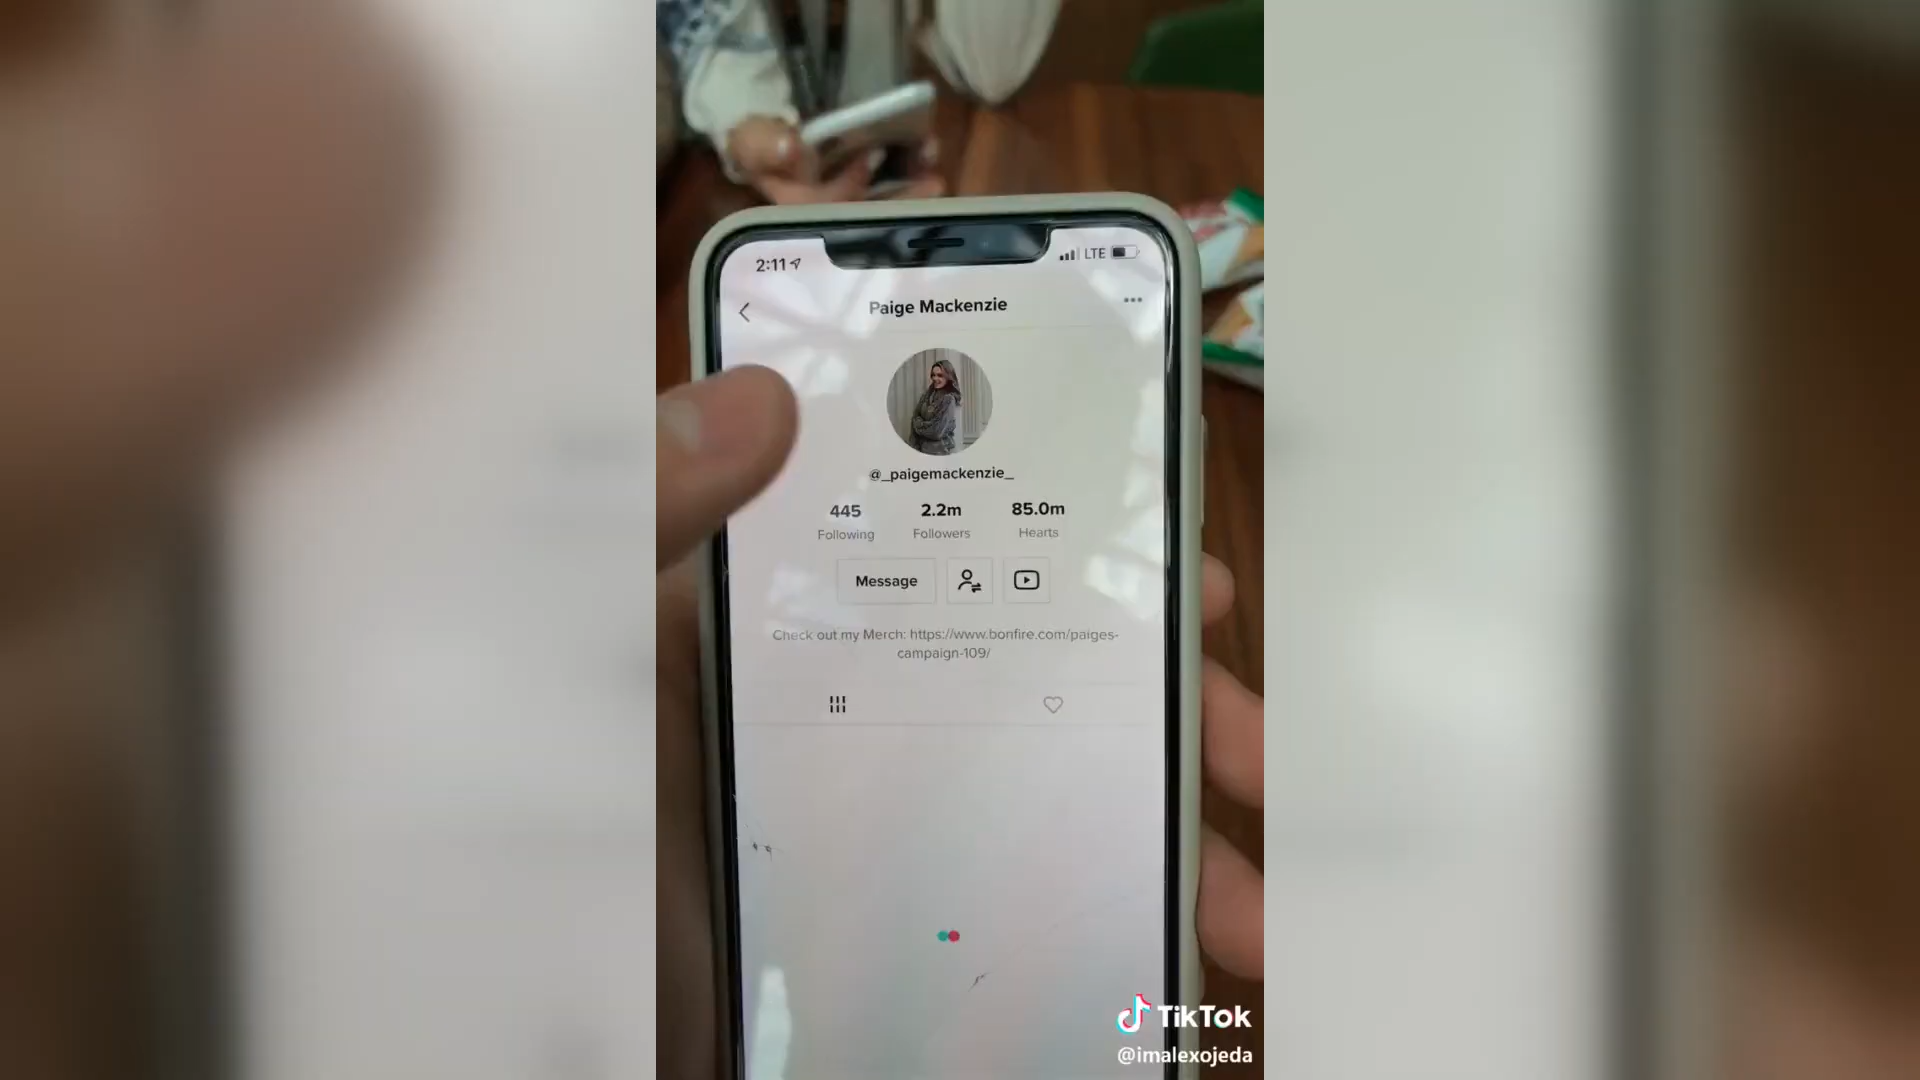 2:11
LTE
Paige Mackenzie
@_paigemackenzie_
445
2.2m
85.0m
Following
Followers
Hearts
Message
Check out my Merch: https://www.bonfire.com/paiges-
campaign-109/
TikTok
@imalexojeda